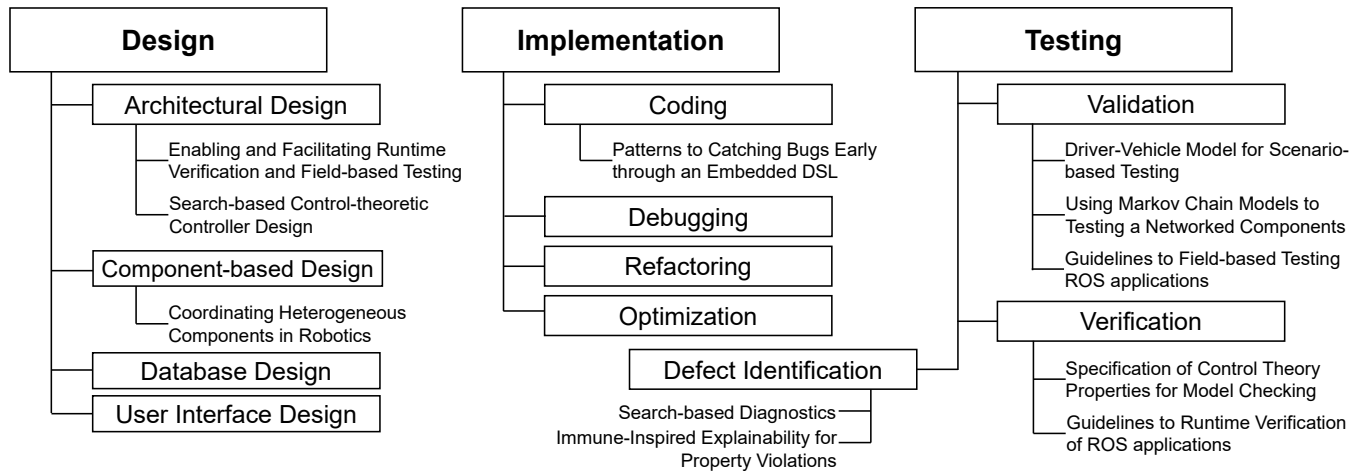 Design
Architectural Design
Enabling and Facilitating Runtime
Verification and Field-based Testing
Search-based Control-theoretic
Controller Design
Component-based Design
Coordinating Heterogeneous
Components in Robotics
Database Design
User Interface Design
Implementation
Coding
Patterns to Catching Bugs Early
through an Embedded DSL
Debugging
Refactoring
Optimization
Testing
Validation
Driver-Vehicle Model for Scenario-
based Testing
Using Markov Chain Models to
Testing a Networked Components
Guidelines to Field-based Testing
ROS applications
Verification
Specification of Control Theory
Properties for Model Checking
Guidelines to Runtime Verification
of ROS applications
Defect Identification
Search-based Diagnostics
Immune-Inspired Explainability for
Property Violations